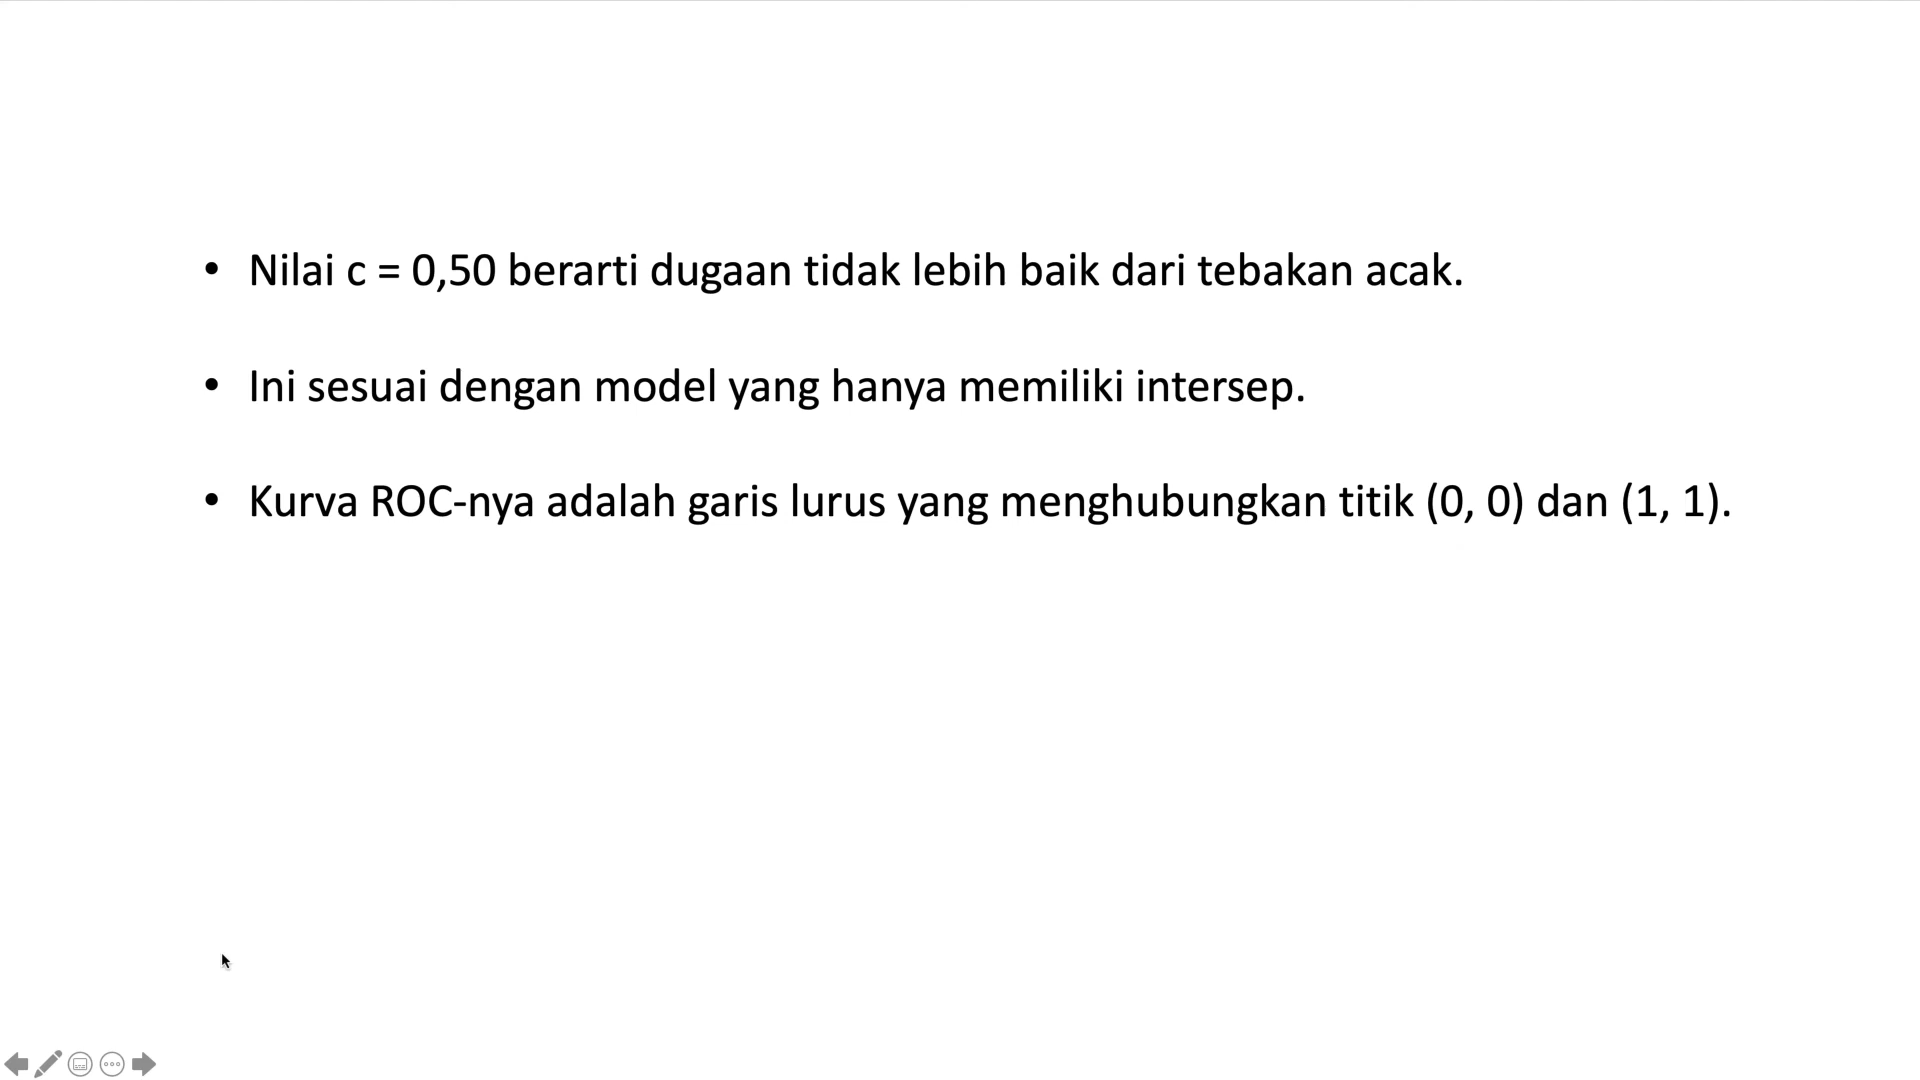 • Nilai c = 0,50 berarti dugaan tidak lebih baik dari tebakan acak.
• Ini sesuai dengan model yang hanya memiliki intersep.
• Kurva ROC-nya adalah garis lurus yang menghubungkan titik (0, 0) dan (1, 1).